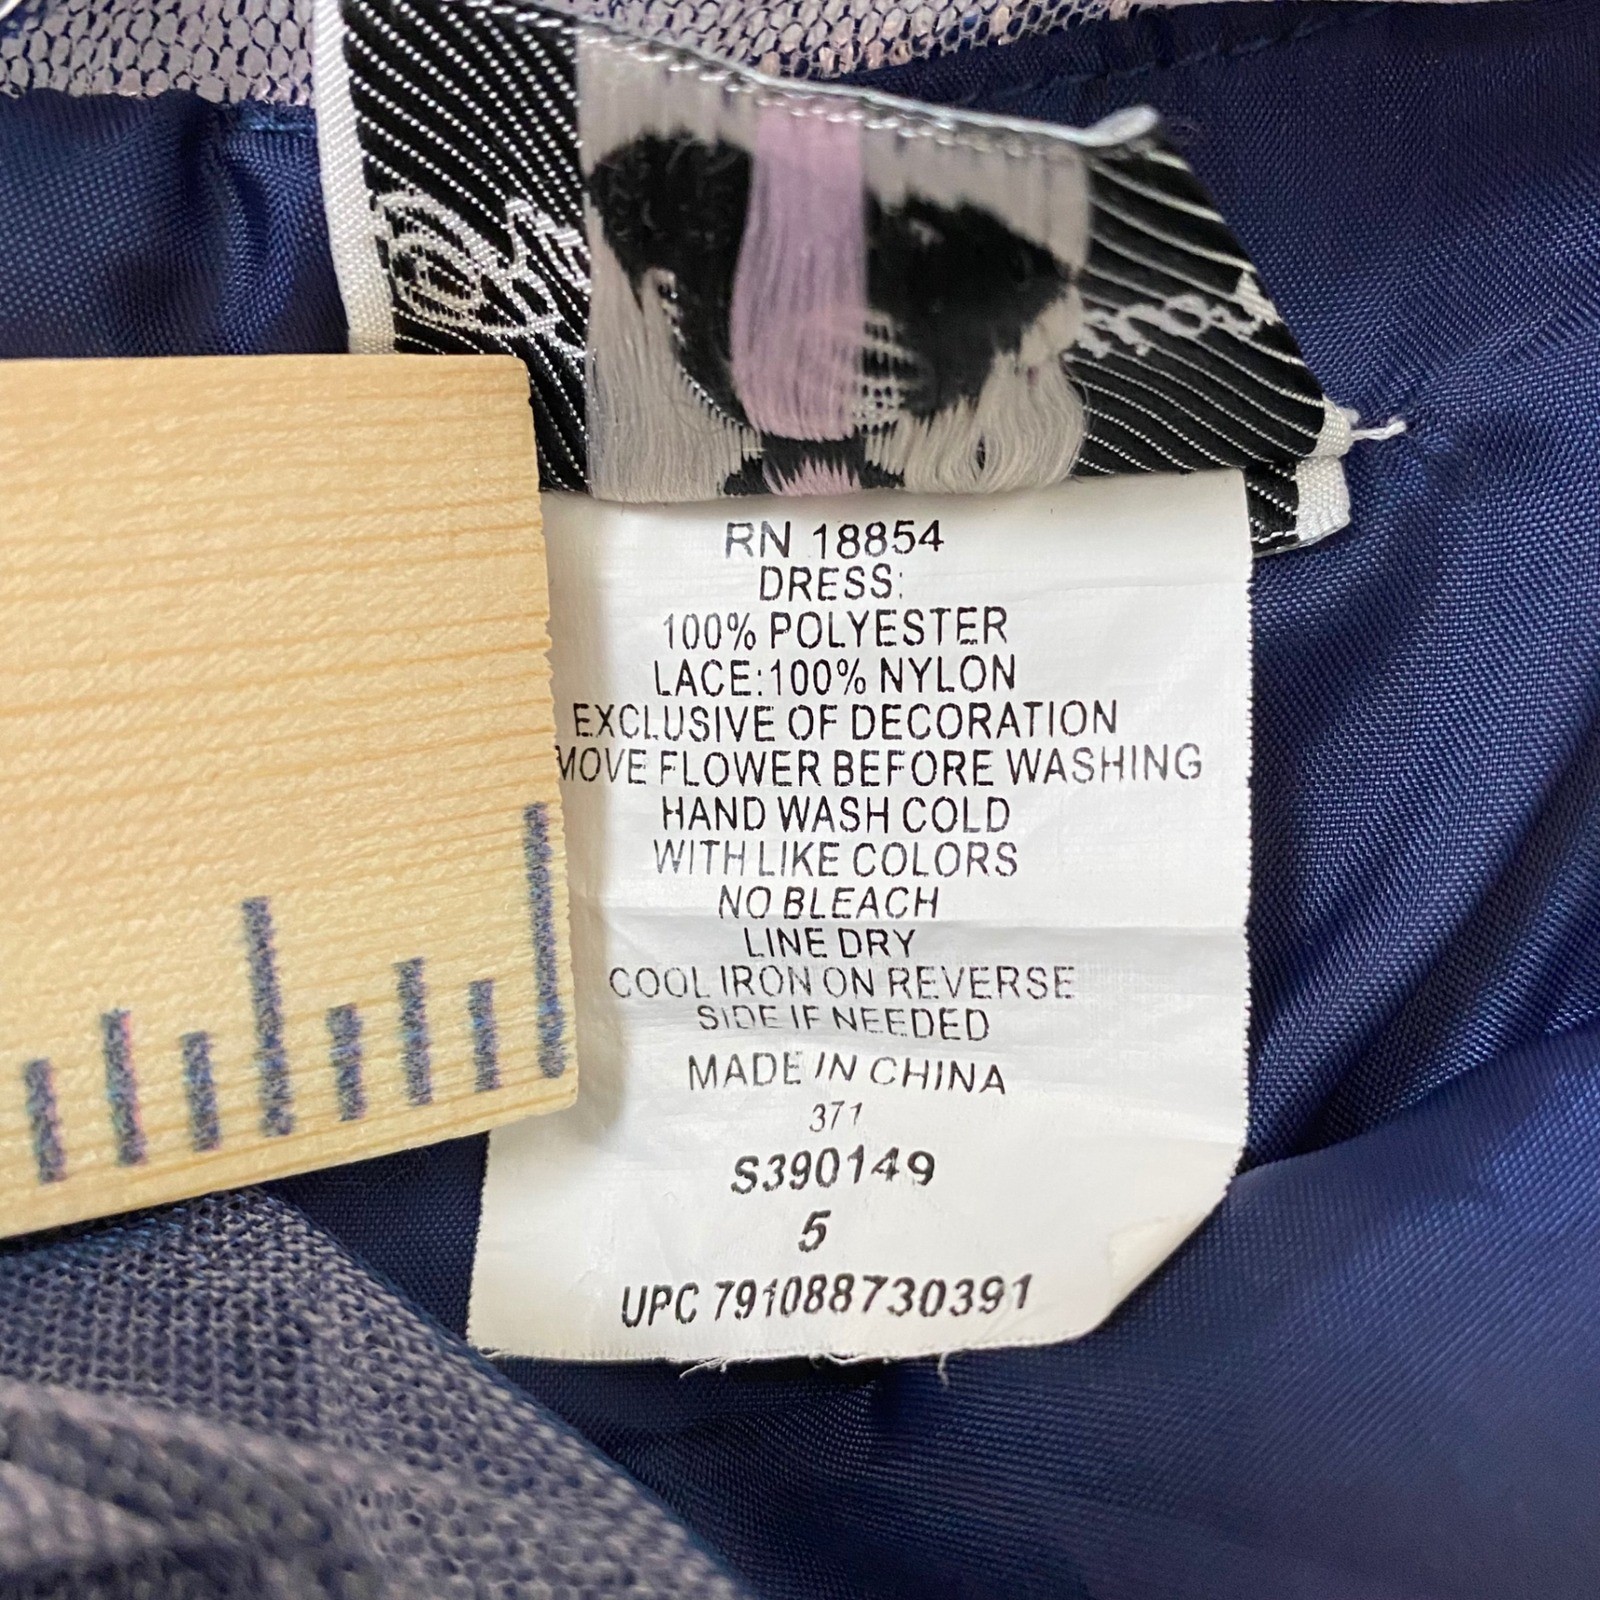 RN 18854
DRESS:
100% POLYESTER
LACE:100% NYLON
EXCLUSIVE OF DECORATION
MOVE FLOWER BEFORE WASHING
HAND WASH COLD
WITH LIKE COLORS
NO BLEACH
LINE DRY
COOL IRON ON REVERSE
SIDE IF NEEDED
MADE IN CHINA
371
S390149
5
UPC 791088730391